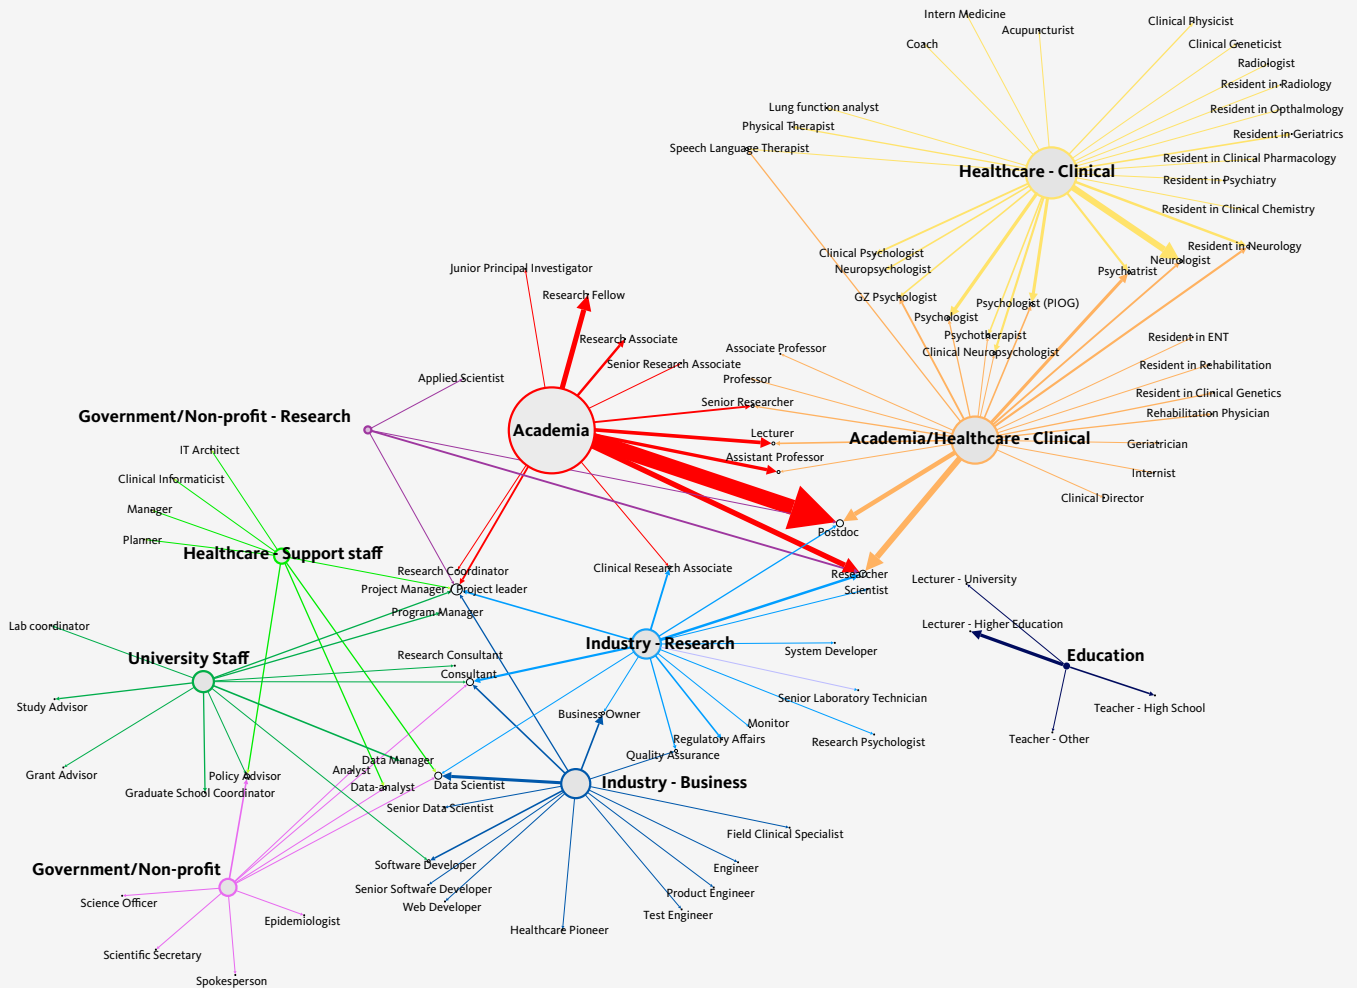 Intern Medicine
Clinical Physicist
Acupuncturist
Coach
Clinical Geneticist
Radiologist
Resident in Radiology
Lung function analyst
Resident in Opthalmology
Physical Therapist
Resident in Geriatrics
Speech Language Therapist
Resident in Clinical Pharmacology
Healthcare - Clinical
Resident in Psychiatry
Resident in Clinical Chemistry
Resident in Neurology
Clinical Psychologist
Neurologist
Neuropsychologist
Psychiatrist
Junior Principal Investigator
Research Fellow
GZ Psychologist
Psychologist (PIOG)
Psychologist
Psychotherapist
Resident in ENT
Research Associate
Associate Professor
Clinical Neuropsychologist
Senior Research Associate
Resident in Rehabilitation
Applied Scientist
Professor
Resident in Clinical Genetics
Senior Researcher
Rehabilitation Physician
Government/Non-profit - Research
Academia
Lecturer
Academia/Healthcare - Clinical
Geriatrician
IT Architect
Assistant Professor
Internist
Clinical Informaticist
Clinical Director
Manager
Postdoc
Planner
Healthcare - Support staff
Research Coordinator
Clinical Research Associate
Researcher
Lecturer - University
Project Manager / Project leader
Scientist
Program Manager
Lecturer - Higher Education
Lab coordinator
Industry - Research
System Developer
University Staff
Research Consultant
Education
Consultant
Senior Laboratory Technician
Study Advisor
Teacher - High School
Business Owner
Monitor
Regulatory Affairs
Research Psychologist
Teacher - Other
Quality Assurance
Data Manager
Analyst
Grant Advisor
Policy Advisor
Data-analyst
Data Scientist
Industry - Business
Graduate School Coordinator
Senior Data Scientist
Field Clinical Specialist
Software Developer
Engineer
Government/Non-profit
Senior Software Developer
Product Engineer
Science Officer
Web Developer
Test Engineer
Epidemiologist
Healthcare Pioneer
Scientific Secretary
Spokesperson